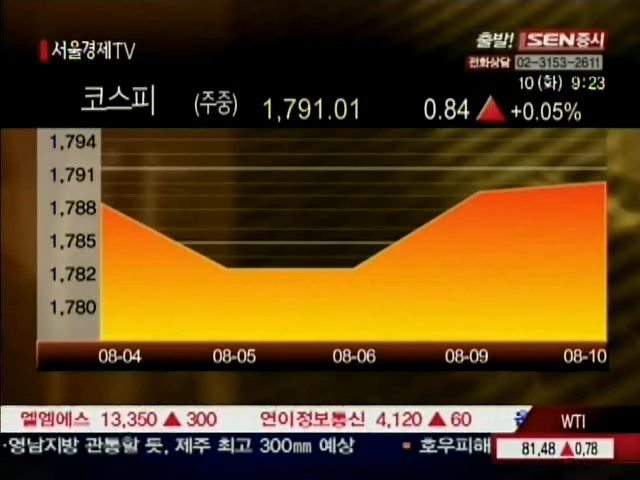 서울경제TV
출발! SEN증시
전화상담 02-3153-2611
10 (화) 9:23
코스피 (주중) 1,791.01 0.84 ▲ +0.05%
1,794
1,791
1,788
1,785
1,782
1,780
08-04 08-05 08-06 08-09 08-10
엘엠에스 13,350 ▲ 300 연이정보통신 4,120 ▲ 60
WTI
81,48 ▲ 0,78
·영남지방 관통할 듯, 제주 최고 300mm 예상 ▪ 호우피해